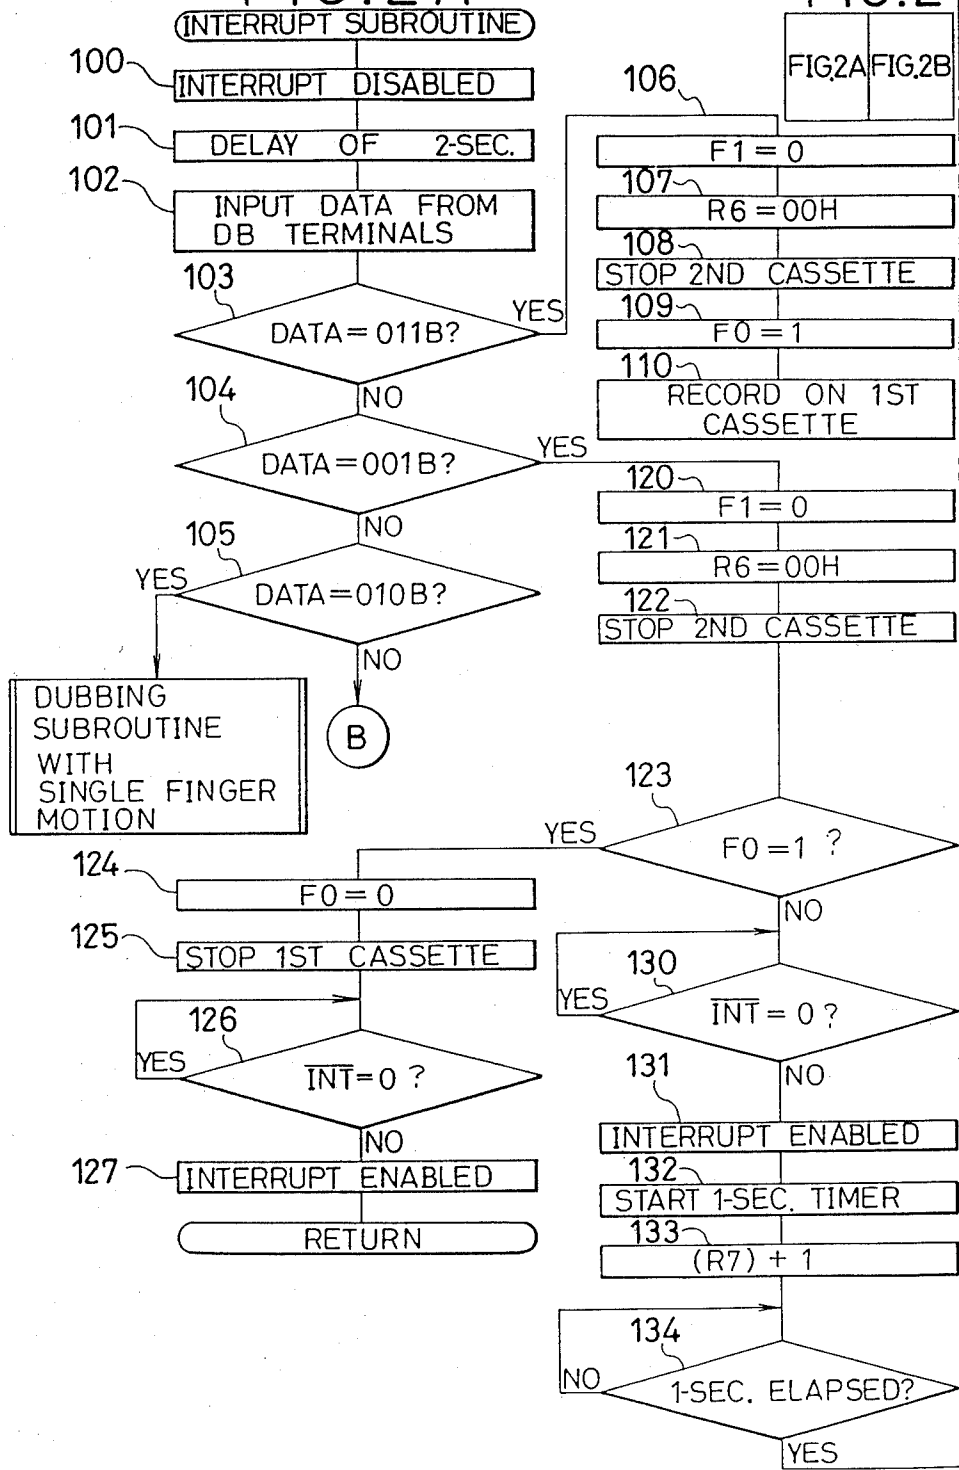 INTERRUPT SUBROUTINE
100
INTERRUPT DISABLED
101
DELAY OF 2-SEC.
102
INPUT DATA FROM
DB TERMINALS
103
DATA=011B?
YES
NO
104
DATA=001B?
YES
NO
105
DATA=010B?
YES
NO
DUBBING
SUBROUTINE
WITH
SINGLE FINGER
MOTION
B
FIG.2A
FIG.2B
106
F1=0
107
R6=00H
108
STOP 2ND CASSETTE
109
F0=1
110
RECORD ON 1ST
CASSETTE
120
F1=0
121
R6=00H
122
STOP 2ND CASSETTE
123
F0=1 ?
YES
NO
124
F0=0
125
STOP 1ST CASSETTE
126
INT=0 ?
YES
NO
127
INTERRUPT ENABLED
RETURN
130
INT=0 ?
YES
NO
131
INTERRUPT ENABLED
132
START 1-SEC. TIMER
133
(R7) + 1
134
1-SEC. ELAPSED?
NO
YES